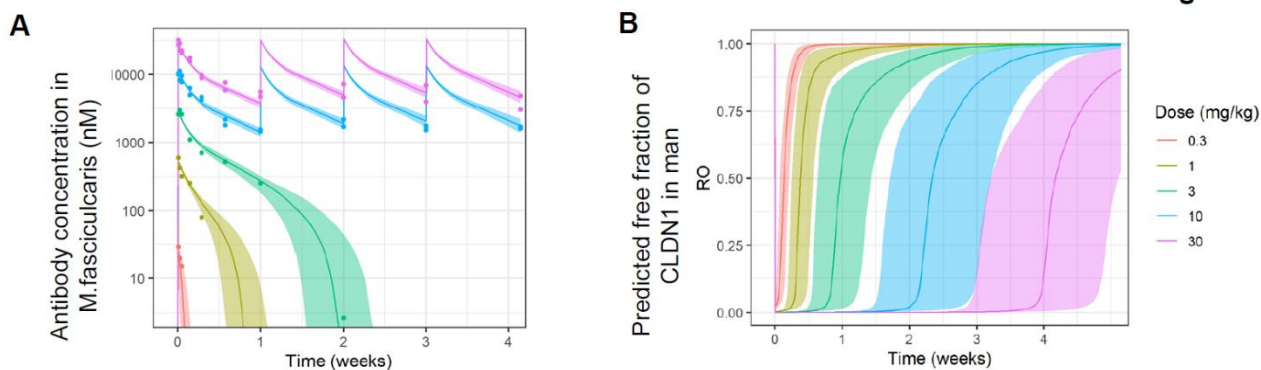 A
Antibody concentration in
M.fasciculcaris (nM)
10000
1000
100
10
0
1
2
3
4
Time (weeks)
B
Predicted free fraction of
CLDN1 in man
RO
1.00
0.75
0.50
0.25
0.00
0
1
2
3
4
Time (weeks)
Dose (mg/kg)
0.3
1
3
10
30